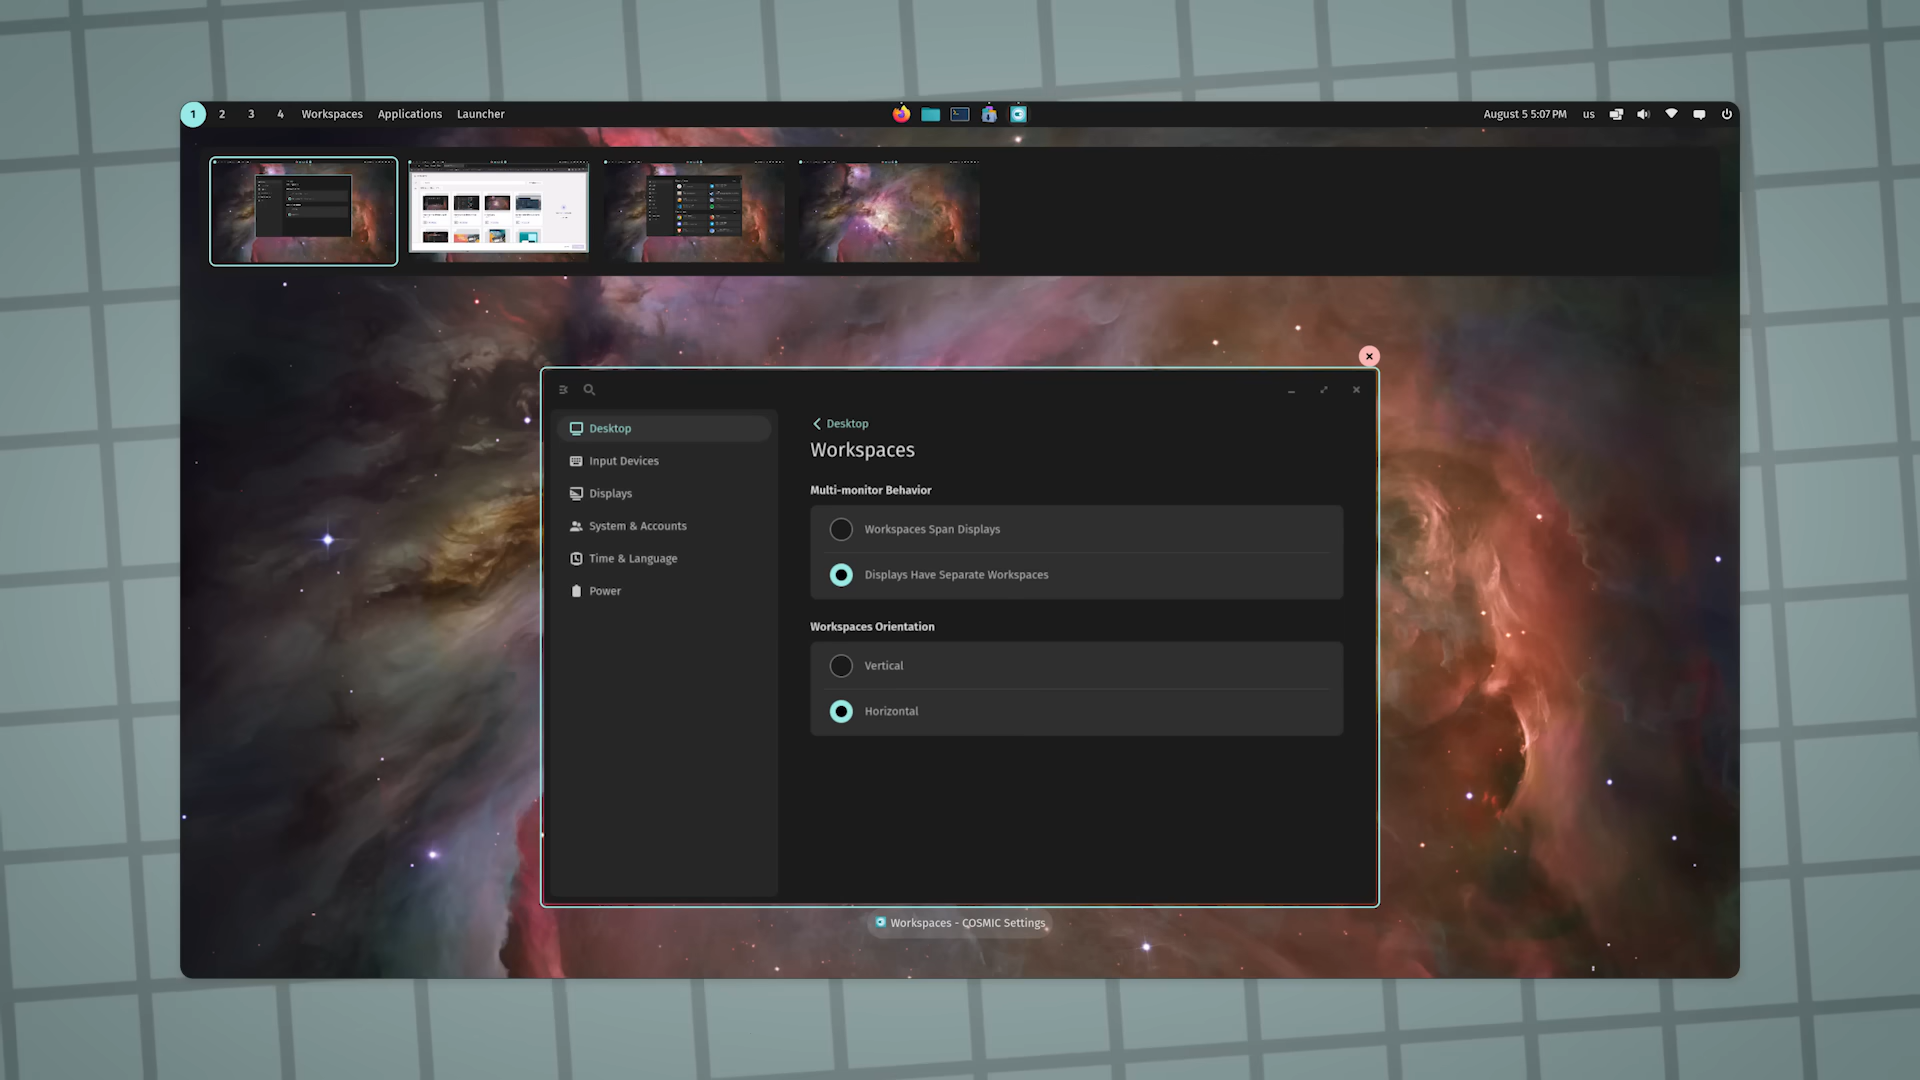 1 2 3 4 Workspaces Applications Launcher
August 5 5:07 PM us
Desktop
Input Devices
Displays
System & Accounts
Time & Language
Power
Desktop
Workspaces
Multi-monitor Behavior
Workspaces Span Displays
Displays Have Separate Workspaces
Workspaces Orientation
Vertical
Horizontal
Workspaces - COSMIC Settings